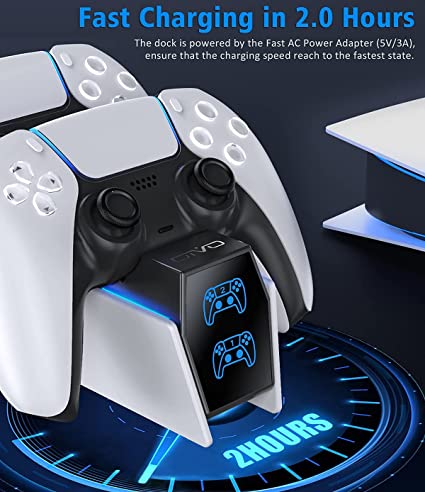 Fast Charging in 2.0 Hours
The dock is powered by the Fast AC Power Adapter (5V/3A),
ensure that the charging speed reach to the fastest state.
OIVO
2
1
2HOURS